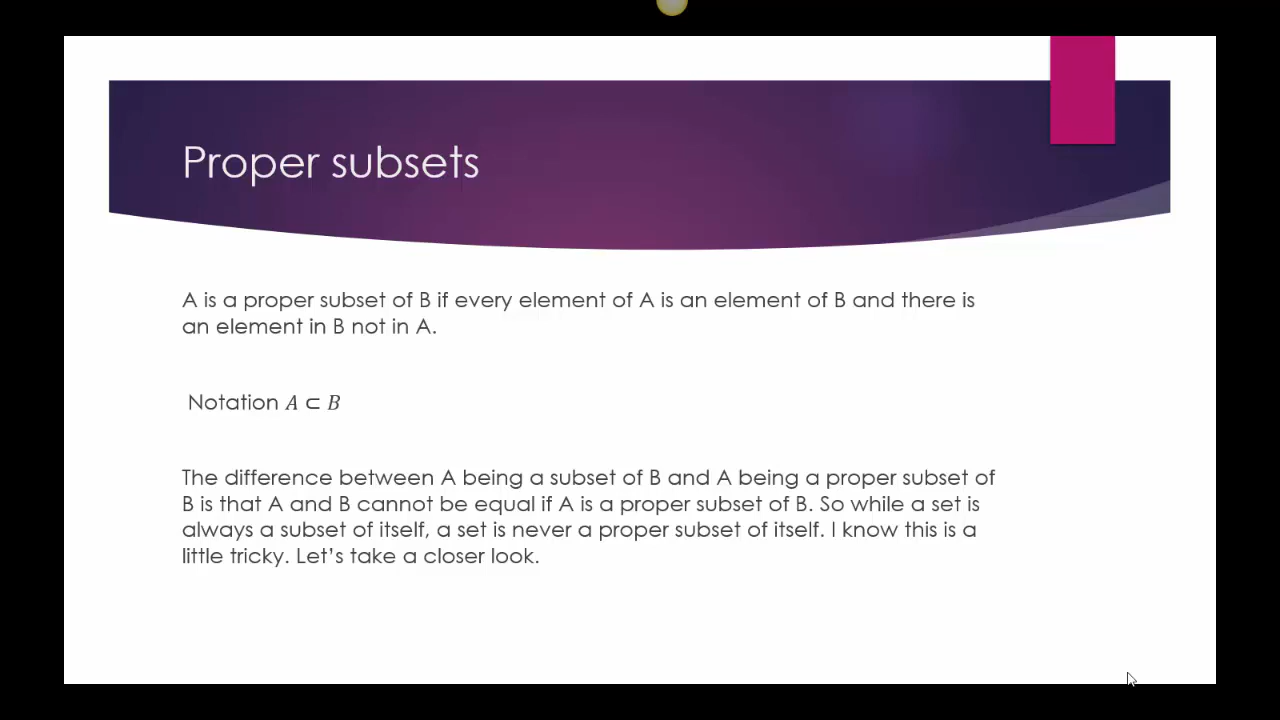 Proper subsets
A is a proper subset of B if every element of A is an element of B and there is
an element in B not in A.
Notation A ⊂ B
The difference between A being a subset of B and A being a proper subset of
B is that A and B cannot be equal if A is a proper subset of B. So while a set is
always a subset of itself, a set is never a proper subset of itself. I know this is a
little tricky. Let’s take a closer look.